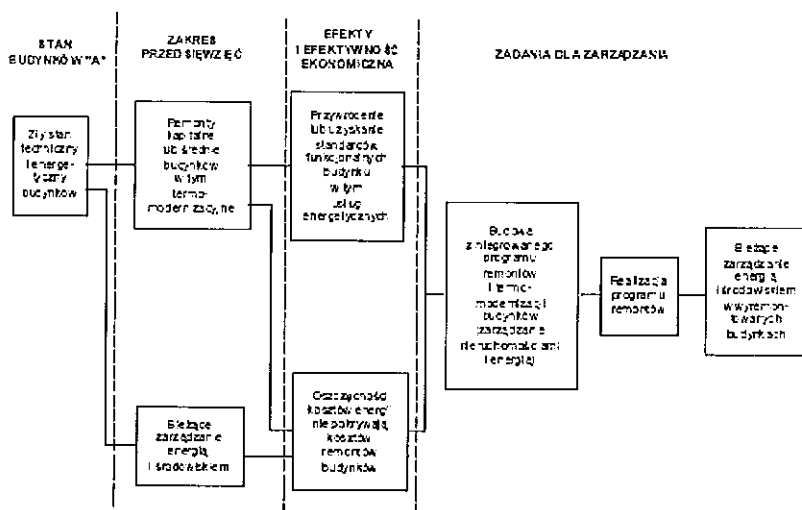 STAN
BUDYNKÓW "A"
ZAKRES
PRZEDSIĘWZIĘĆ
EFEKTY
I EFEKTYWNOŚĆ
EKONOMICZNA
ZADANIA DLA ZARZĄDZANIA
Zły stan
techniczny
i energe-
tyczny
budynków
Remonty
kapitalne
lub średnie
budynków
w tym
termo-
modernizacyjne
Przywrócenie
lub uzyskanie
standardów
funkcjonalnych
budynku
w tym
usług
energetycznych
Budowa
zintegrowanego
programu
remontów
i termo-
modernizacji
budynków
(zarządzanie
nieruchomościami
i energią)
Realizacja
programu
remontów
Bieżące
zarządzanie
energią
i środowiskiem
w wyremon-
towanych
budynkach
Bieżące
zarządzanie
energią
i środowiskiem
Oszczędności
kosztów energii
nie pokrywają
kosztów
remontów
budynków